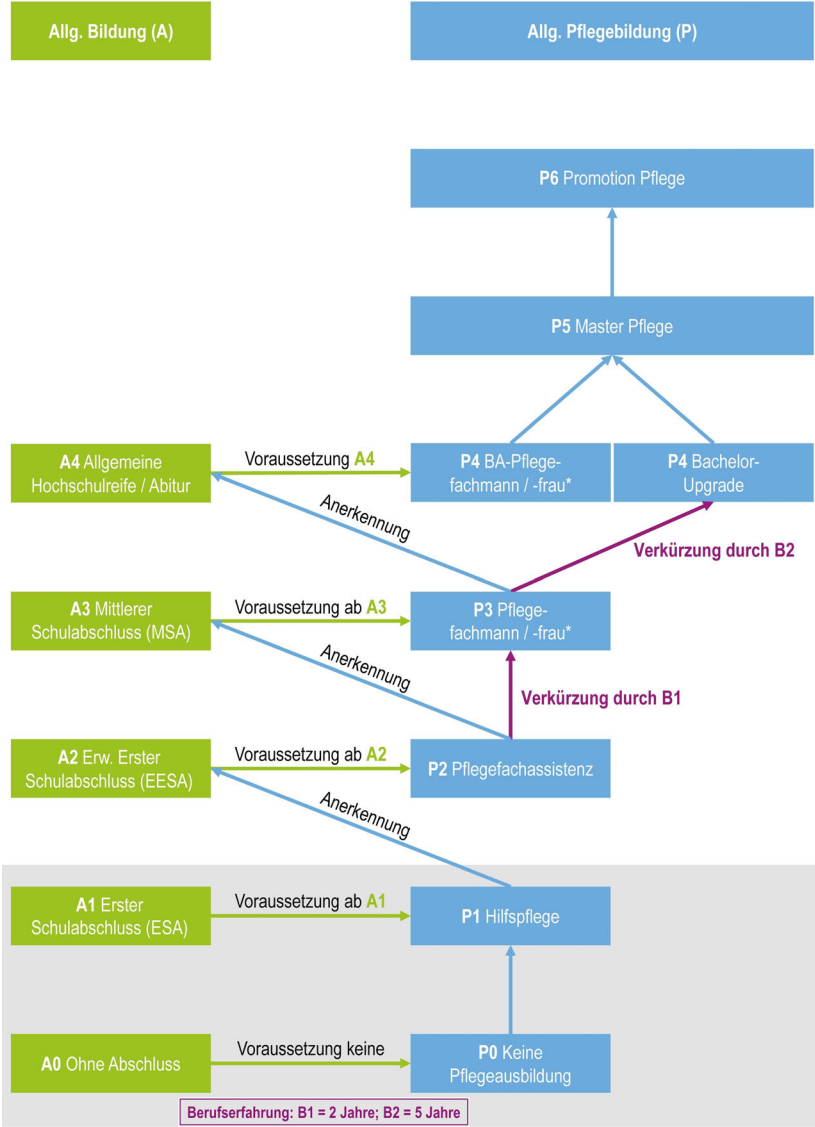 Allg. Bildung (A)
Allg. Pflegebildung (P)
P6 Promotion Pflege
P5 Master Pflege
A4 Allgemeine
Hochschulreife / Abitur
Voraussetzung A4
P4 BA-Pflege-
fachmann / -frau*
P4 Bachelor-
Upgrade
Anerkennung
Verkürzung durch B2
A3 Mittlerer
Schulabschluss (MSA)
Voraussetzung ab A3
P3 Pflege-
fachmann / -frau*
Anerkennung
Verkürzung durch B1
A2 Erw. Erster
Schulabschluss (EESA)
Voraussetzung ab A2
P2 Pflegefachassistenz
Anerkennung
A1 Erster
Schulabschluss (ESA)
Voraussetzung ab A1
P1 Hilfspflege
A0 Ohne Abschluss
Voraussetzung keine
P0 Keine
Pflegeausbildung
Berufserfahrung: B1 = 2 Jahre; B2 = 5 Jahre